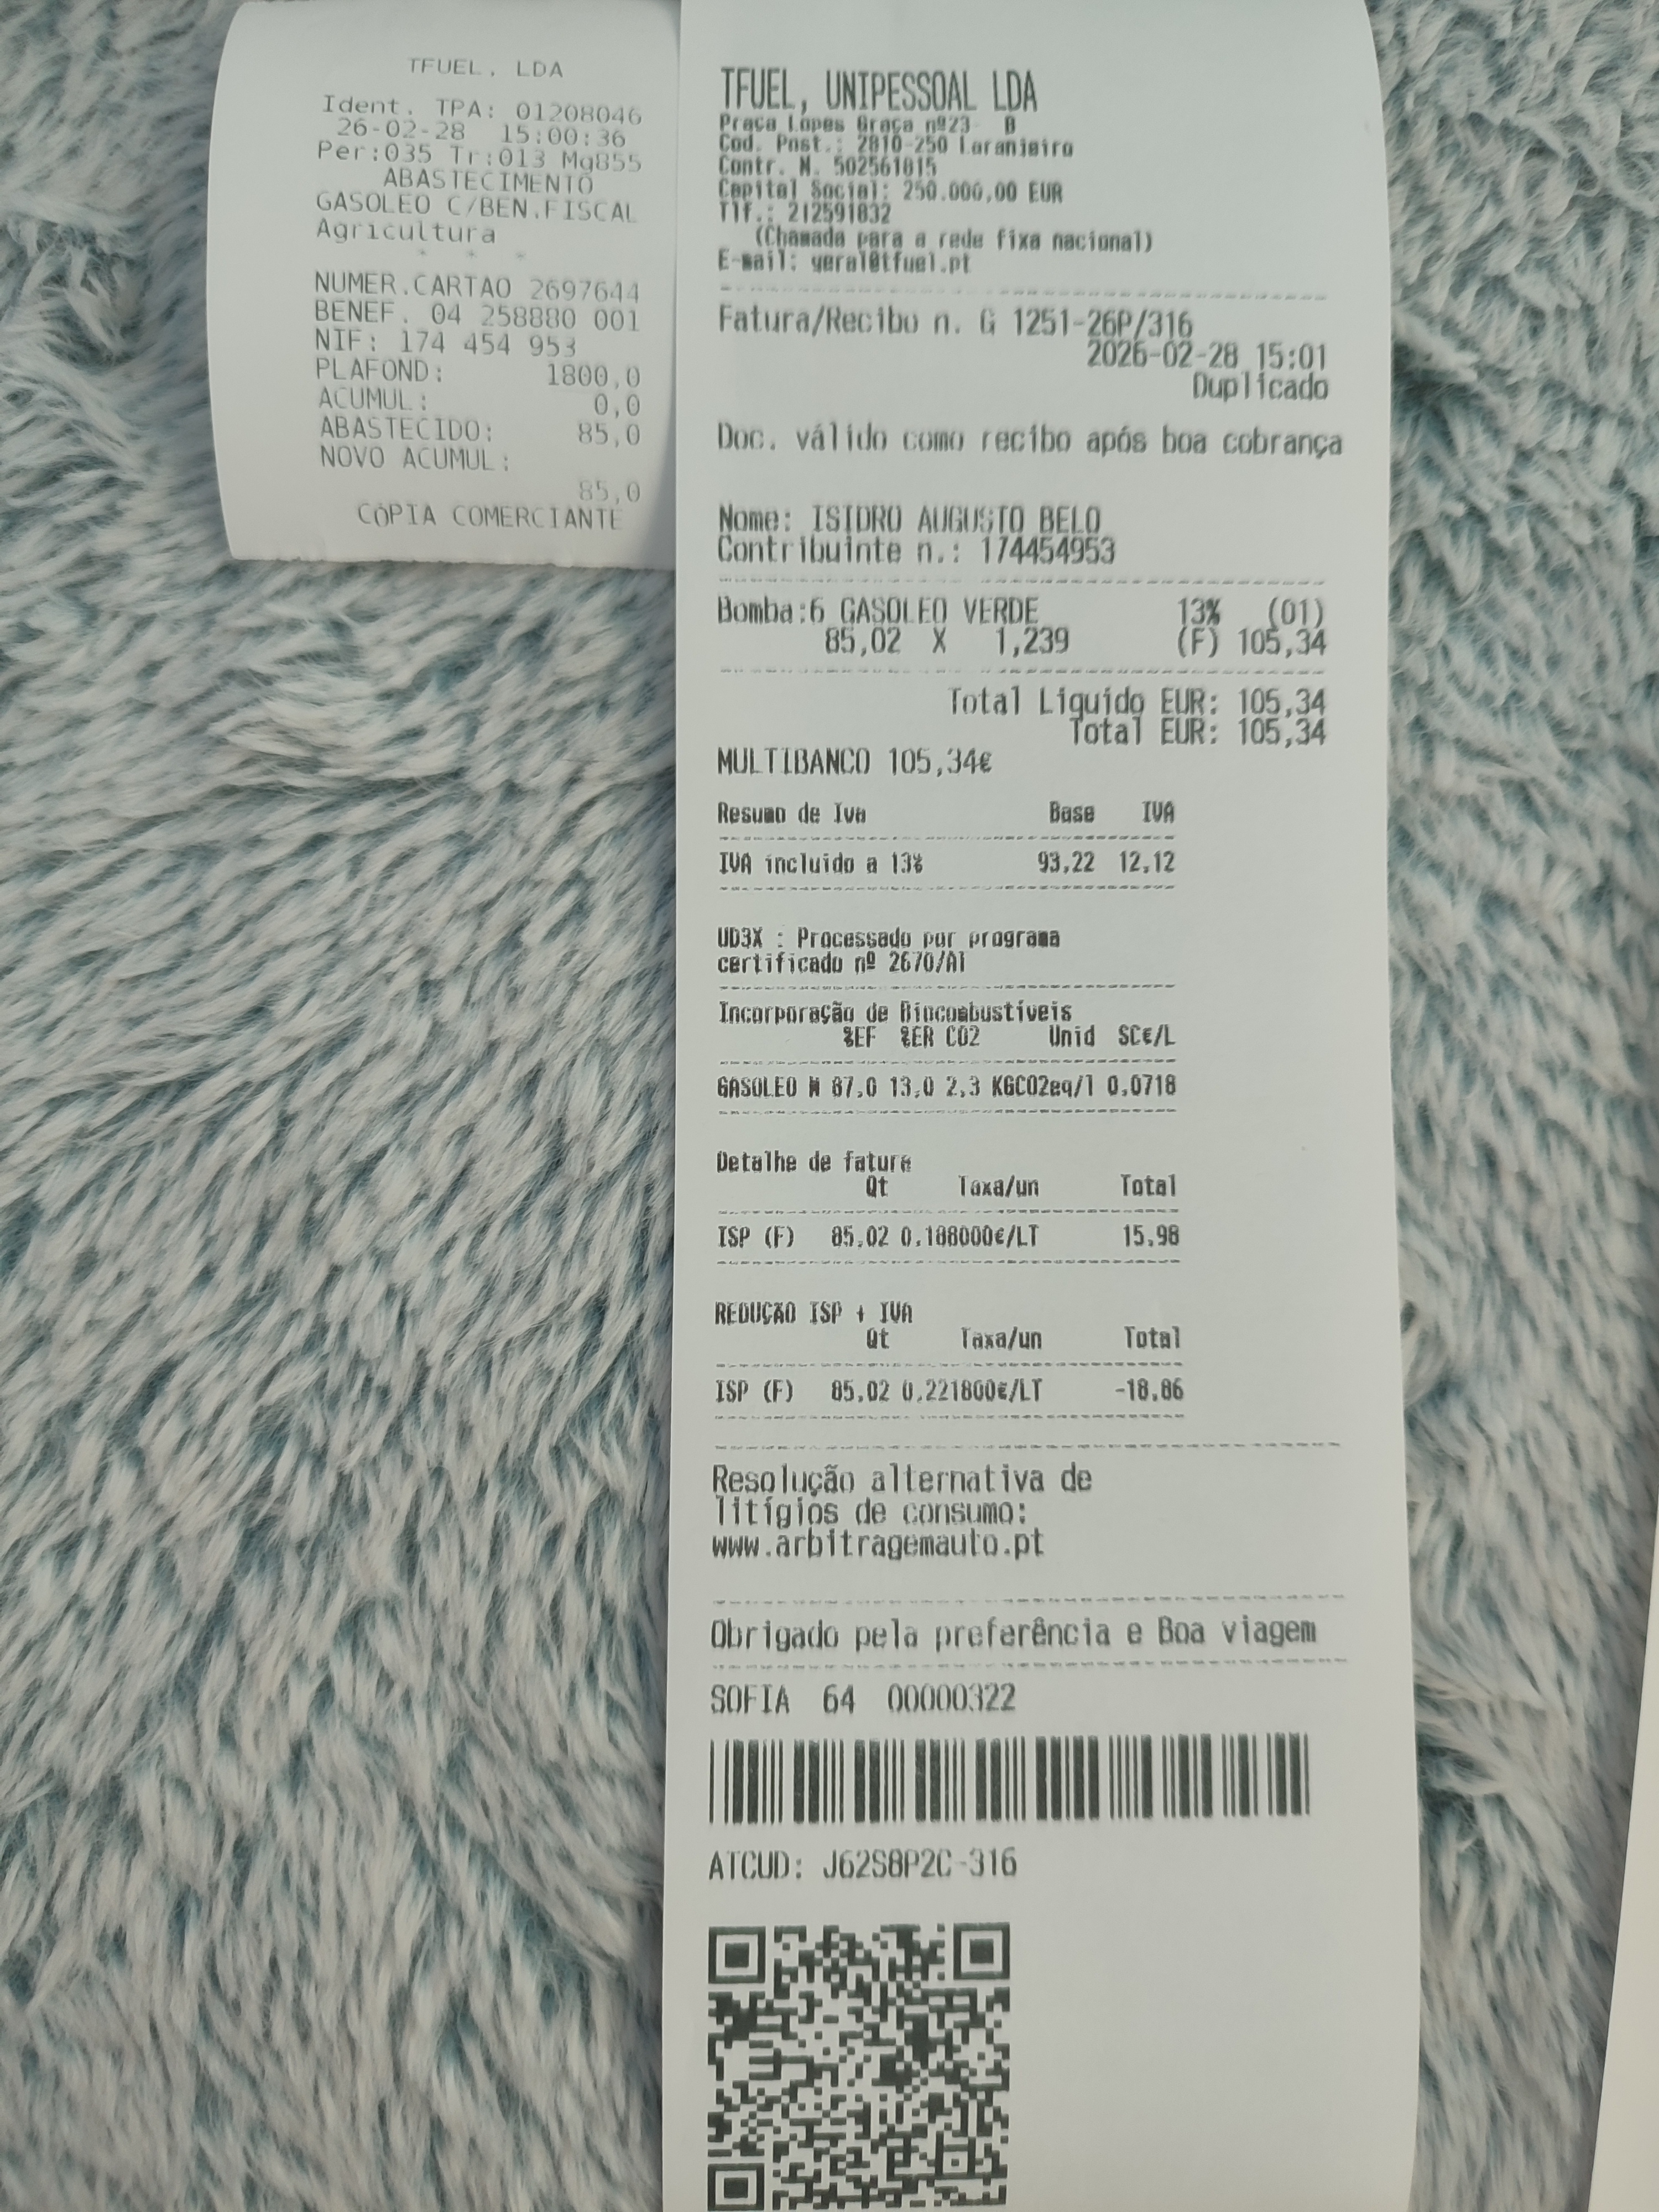 TFUEL, LDA
Ident. TPA: 01208046
26-02-28 15:00:36
Per:035 Tr:013 Mg855
ABASTECIMENTO
GASOLEO C/BEN.FISCAL
Agricultura
* * *
NUMER.CARTAO 2697644
BENEF. 04 258880 001
NIF: 174 454 953
PLAFOND: 1800,0
ACUMUL: 0,0
ABASTECIDO: 85,0
NOVO ACUMUL:
85,0
CÓPIA COMERCIANTE
TFUEL, UNIPESSOAL LDA
Praça Lopes Graça nº23 B
Cod. Post.: 2810-250 Laranjeiro
Contr. N. 502561815
Capital Social: 250.000,00 EUR
Tlf.: 212591832
(Chamada para a rede fixa nacional)
E-mail: geral@tfuel.pt
Fatura/Recibo n. G 1251-26P/316
2026-02-28 15:01
Duplicado
Doc. válido como recibo após boa cobrança
Nome: ISIDRO AUGUSTO BELO
Contribuinte n.: 174454953
Bomba:6 GASOLEO VERDE 13% (01)
85,02 X 1,239 (F) 105,34
Total Liquido EUR: 105,34
Total EUR: 105,34
MULTIBANCO 105,34€
Resumo de Iva Base IVA
IVA incluido a 13% 93,22 12,12
UD3X : Processado por programa
certificado nº 2670/AT
Incorporação de Biocombustíveis
%EF %ER CO2 Unid SC€/L
GASOLEO M 87,0 13,0 2,3 KGCO2eq/l 0,0718
Detalhe de fatura
Qt Taxa/un Total
ISP (F) 85,02 0,188000€/LT 15,98
REDUÇÃO ISP + IVA
Qt Taxa/un Total
ISP (F) 85,02 0,221800€/LT -18,86
Resolução alternativa de
litígios de consumo:
www.arbitragemauto.pt
Obrigado pela preferência e Boa viagem
SOFIA 64 00000322
ATCUD: J62S8P2C-316